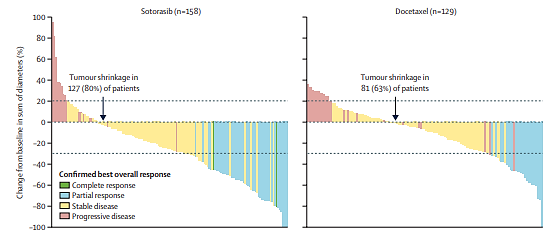 Sotorasib (n=158)
Docetaxel (n=129)
Change from baseline in sum of diameters (%)
100
80
60
40
20
0
−20
−40
−60
−80
−100
Tumour shrinkage in
127 (80%) of patients
Tumour shrinkage in
81 (63%) of patients
Confirmed best overall response
Complete response
Partial response
Stable disease
Progressive disease